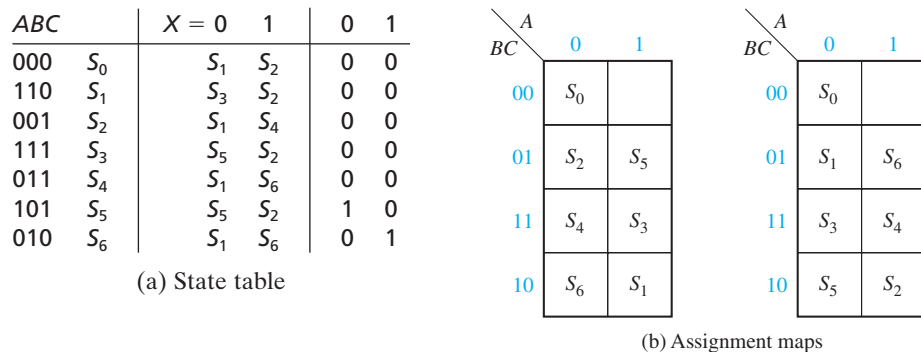 ABC X = 0 1 0 1
000 S₀ S₁ S₂ 0 0
110 S₁ S₃ S₂ 0 0
001 S₂ S₁ S₄ 0 0
111 S₃ S₅ S₂ 0 0
011 S₄ S₁ S₆ 0 0
101 S₅ S₅ S₂ 1 0
010 S₆ S₁ S₆ 0 1
(a) State table
A
BC 0 1
00 S₀
01 S₂ S₅
11 S₄ S₃
10 S₆ S₁
A
BC 0 1
00 S₀
01 S₁ S₆
11 S₃ S₄
10 S₅ S₂
(b) Assignment maps